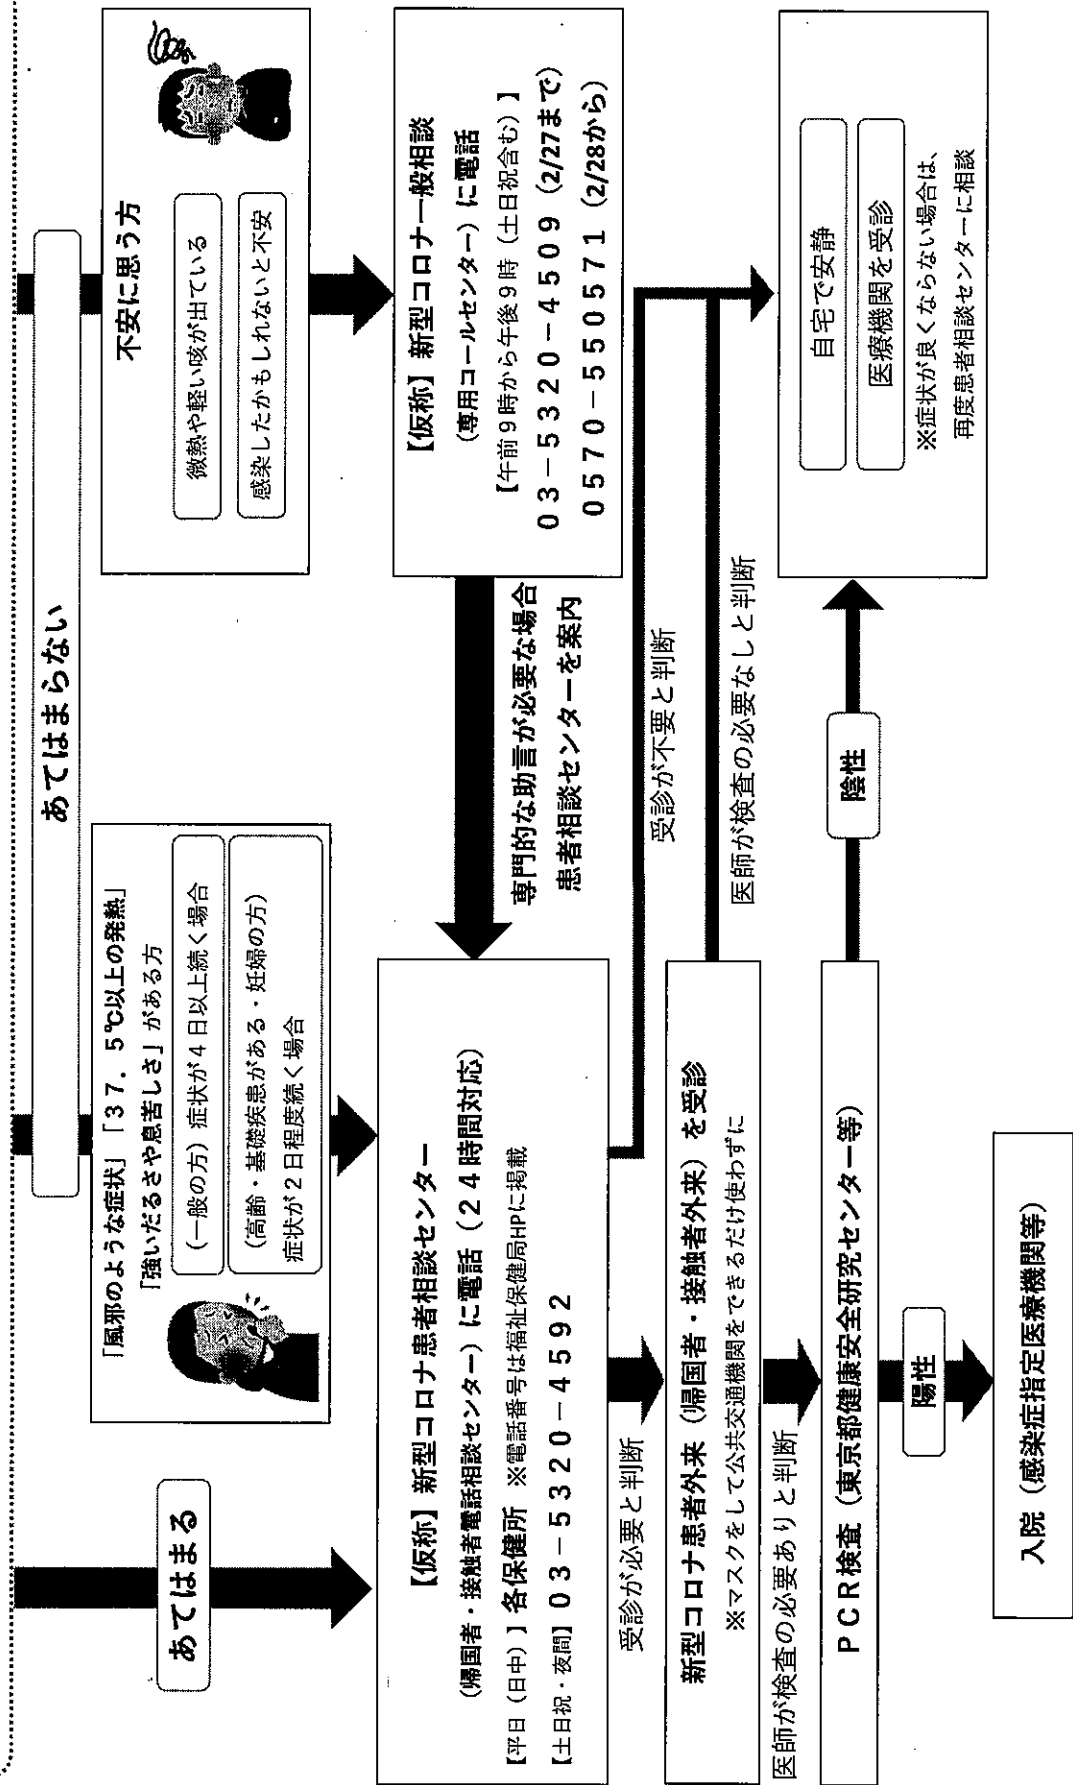 あてはまる
あてはまらない
「風邪のような症状」「37．5℃以上の発熱」
「強いだるさや息苦しさ」がある方
（一般の方）症状が4日以上続く場合
（高齢・基礎疾患がある・妊婦の方）
症状が2日程度続く場合
不安に思う方
微熱や軽い咳が出ている
感染したかもしれないと不安
【仮称】新型コロナ患者相談センター
（帰国者・接触者電話相談センター）に電話（24時間対応）
【平日（日中）】各保健所 ※電話番号は福祉保健局HPに掲載
【土日祝・夜間】03－5320－4592
専門的な助言が必要な場合
患者相談センターを案内
【仮称】新型コロナ一般相談
（専用コールセンター）に電話
【午前9時から午後9時（土日祝含む）】
03－5320－4509（2/27まで）
0570－550571（2/28から）
受診が必要と判断
受診が不要と判断
新型コロナ患者外来（帰国者・接触者外来）を受診
※マスクをして公共交通機関をできるだけ使わずに
医師が検査の必要なしと判断
医師が検査の必要ありと判断
PCR検査（東京都健康安全研究センター等）
陰性
陽性
自宅で安静
医療機関を受診
※症状が良くならない場合は、
再度患者相談センターに相談
入院（感染症指定医療機関等）